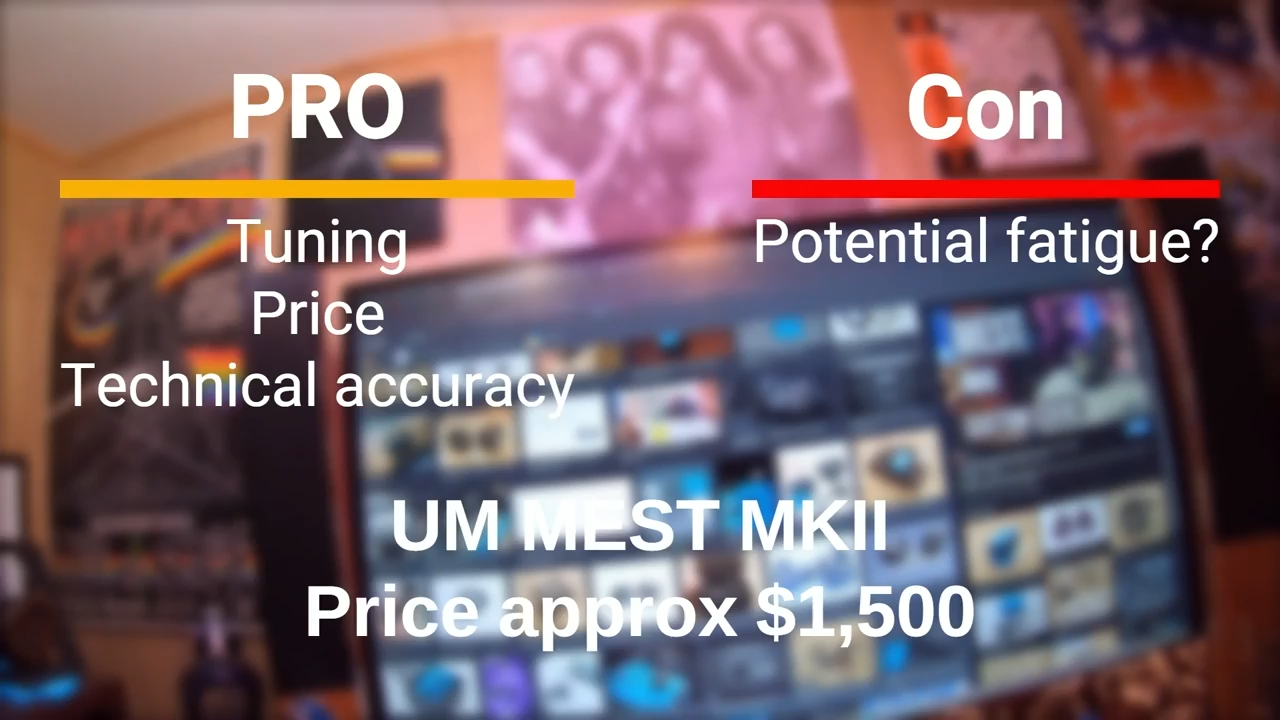 PRO
Tuning
Price
Technical accuracy
Con
Potential fatigue?
UM MEST MKII
Price approx $1,500